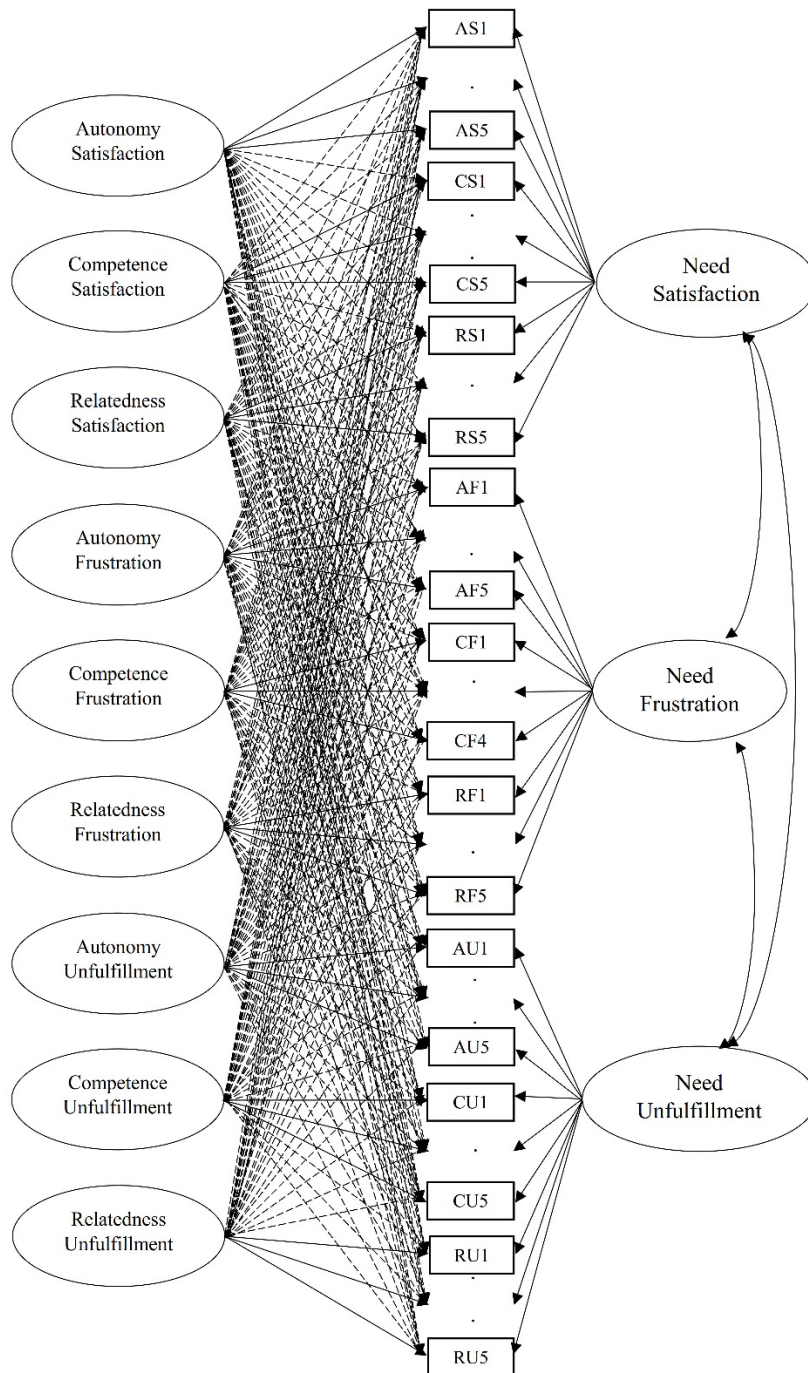 Autonomy
Satisfaction
Competence
Satisfaction
Relatedness
Satisfaction
Autonomy
Frustration
Competence
Frustration
Relatedness
Frustration
Autonomy
Unfulfillment
Competence
Unfulfillment
Relatedness
Unfulfillment
AS1
.
AS5
CS1
.
.
CS5
RS1
.
RS5
AF1
.
AF5
CF1
.
CF4
RF1
.
RF5
AU1
.
AU5
CU1
.
CU5
RU1
.
.
RU5
Need
Satisfaction
Need
Frustration
Need
Unfulfillment